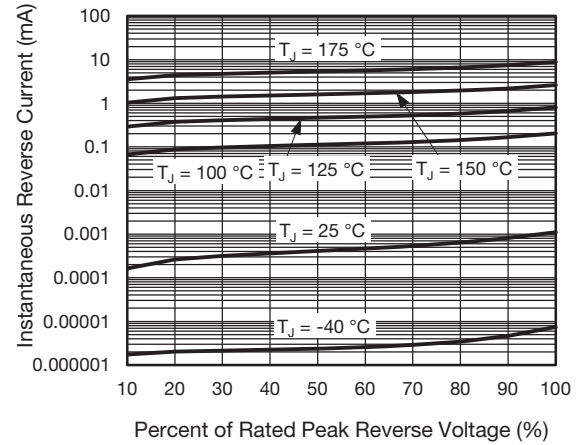 Instantaneous Reverse Current (mA)
100
10
1
0.1
0.01
0.001
0.0001
0.00001
0.000001
TJ = 175 °C
TJ = 100 °C
TJ = 125 °C
TJ = 150 °C
TJ = 25 °C
TJ = -40 °C
10 20 30 40 50 60 70 80 90 100
Percent of Rated Peak Reverse Voltage (%)